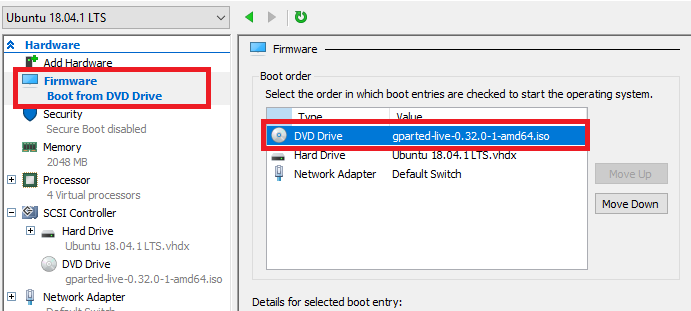 Ubuntu 18.04.1 LTS
Hardware
Add Hardware
Firmware
Boot from DVD Drive
Security
Secure Boot disabled
Memory
2048 MB
Processor
4 Virtual processors
SCSI Controller
Hard Drive
Ubuntu 18.04.1 LTS.vhdx
DVD Drive
gparted-live-0.32.0-1-amd64.iso
Network Adapter
Default Switch
Firmware
Boot order
Select the order in which boot entries are checked to start the operating system.
Type Value
DVD Drive gparted-live-0.32.0-1-amd64.iso
Hard Drive Ubuntu 18.04.1 LTS.vhdx
Network Adapter Default Switch
Move Up
Move Down
Details for selected boot entry: